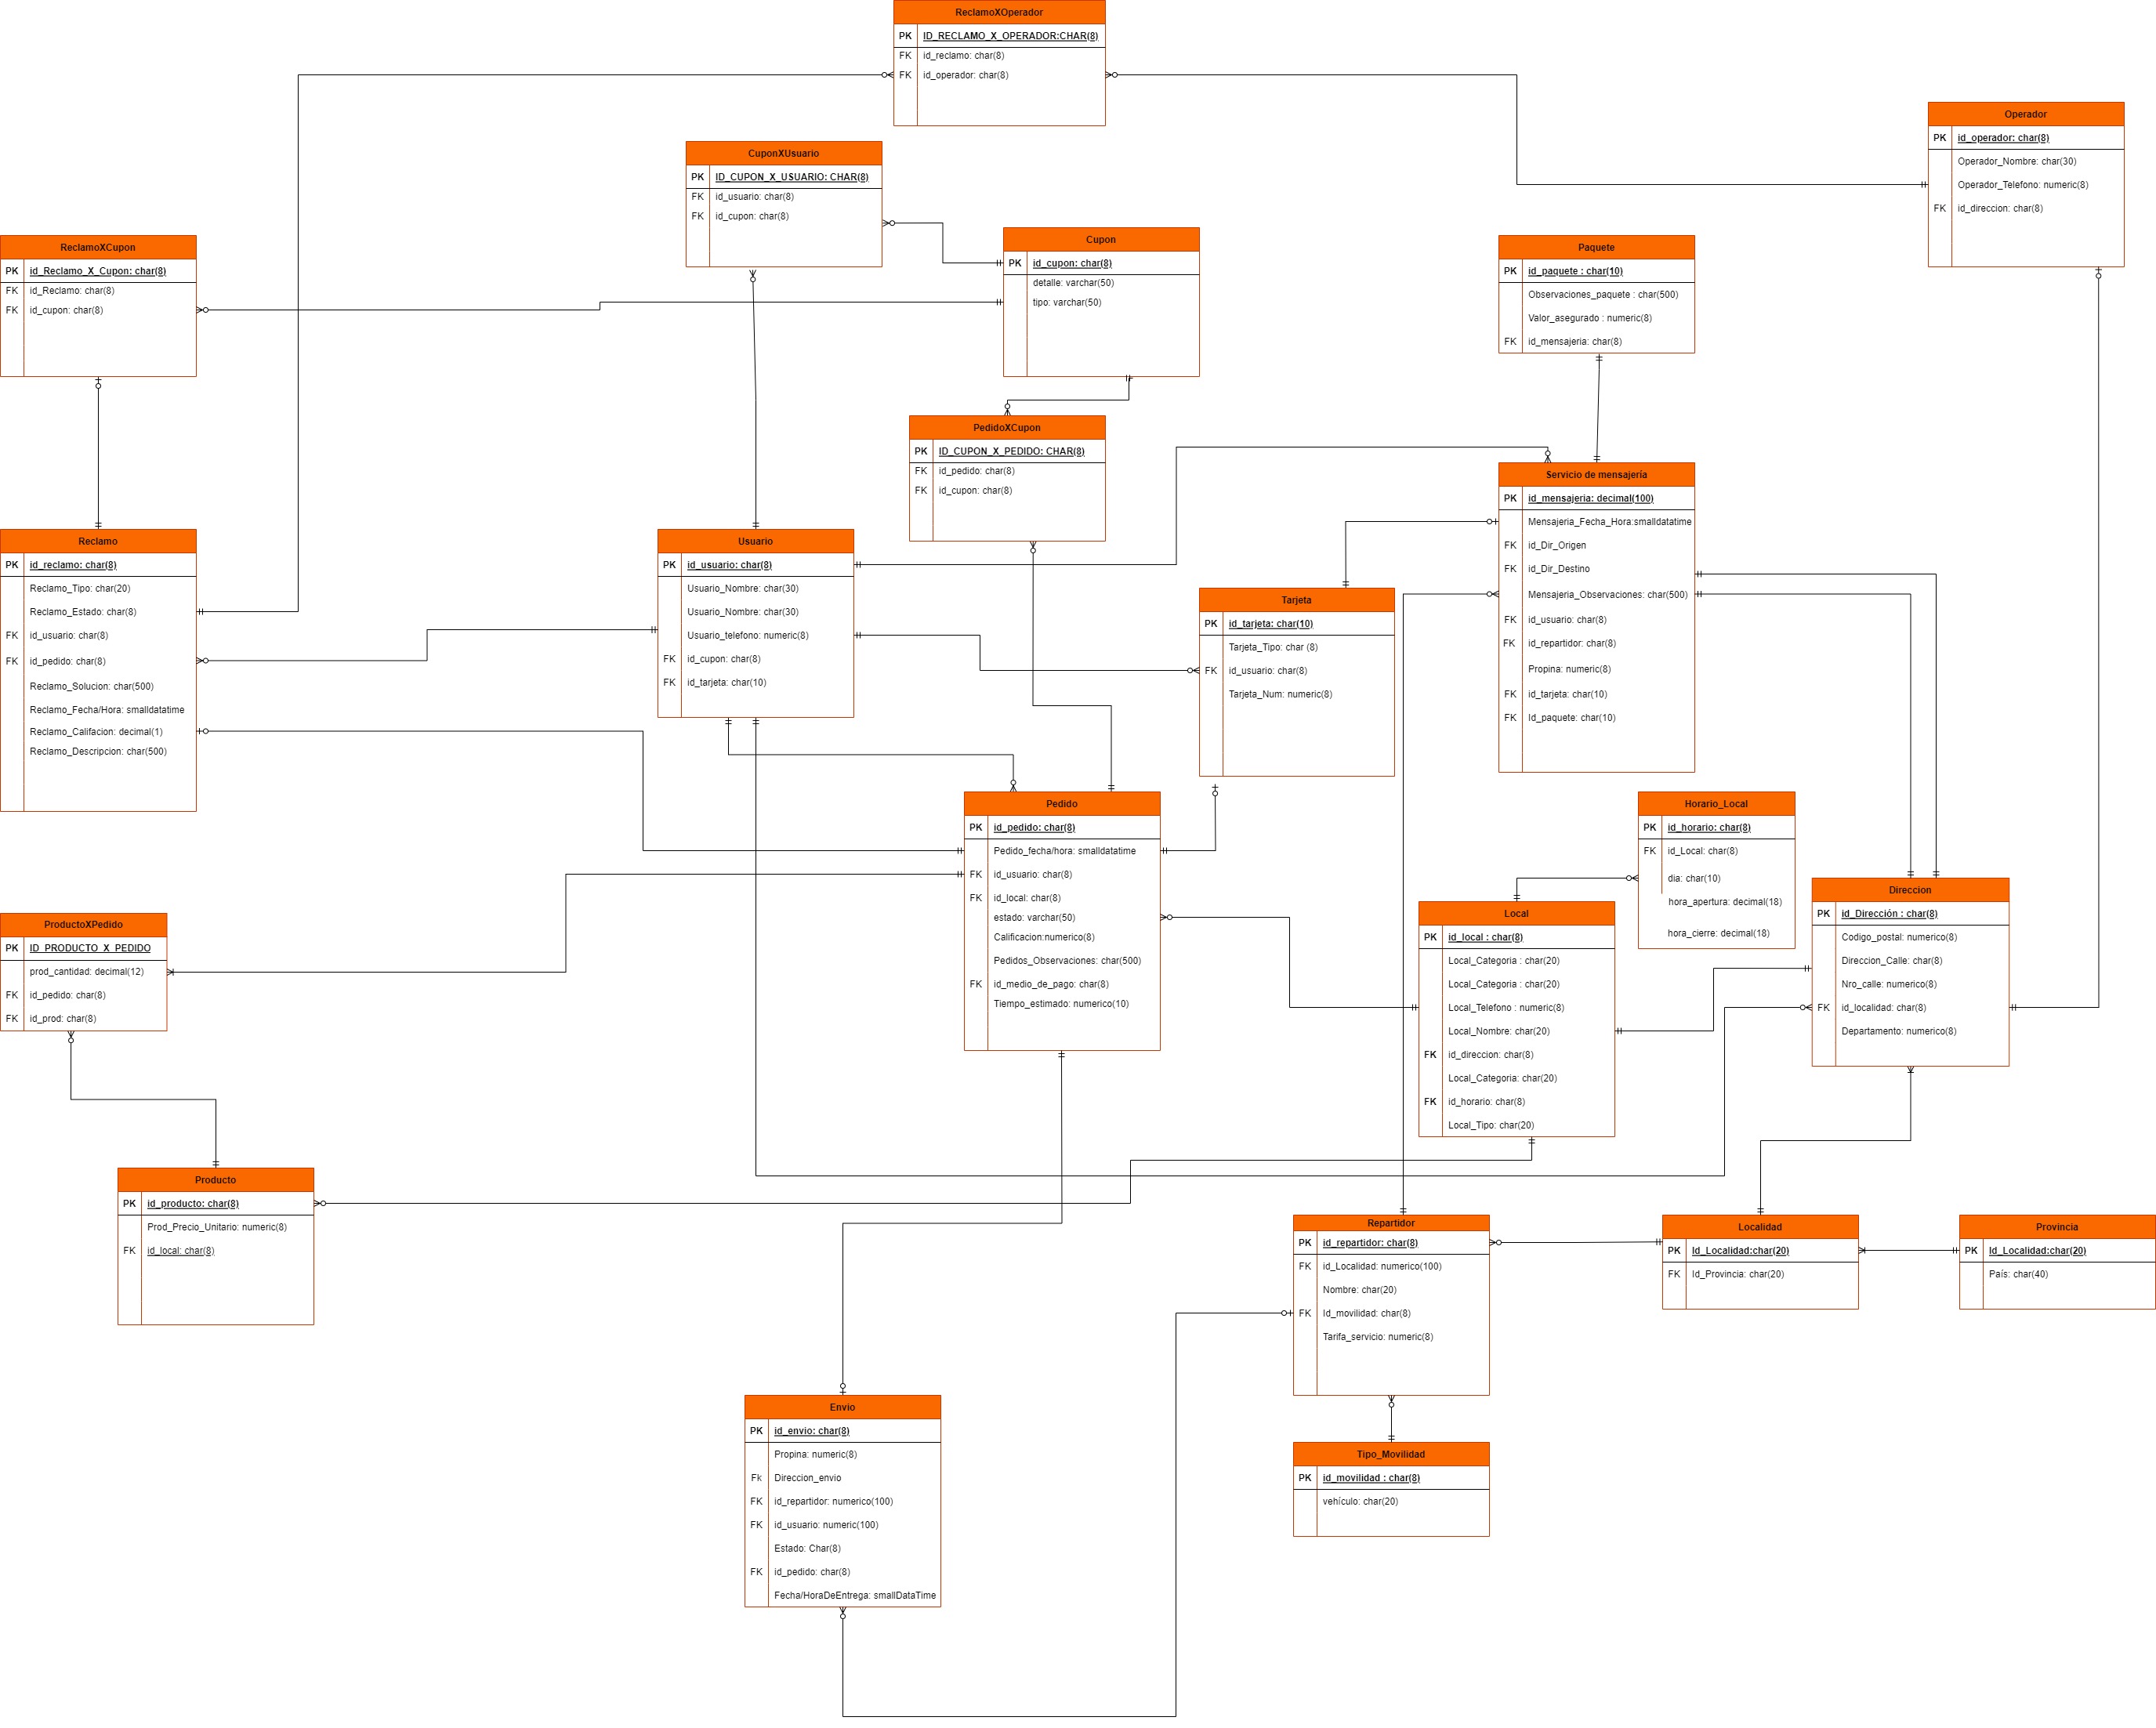 ReclamoXOperador
PK ID_RECLAMO_X_OPERADOR:CHAR(8)
FK id_reclamo: char(8)
FK id_operador: char(8)
Operador
PK id_operador: char(8)
Operador_Nombre: char(30)
Operador_Telefono: numeric(8)
FK id_direccion: char(8)
CuponXUsuario
PK ID_CUPON_X_USUARIO: CHAR(8)
FK id_usuario: char(8)
FK id_cupon: char(8)
ReclamoXCupon
PK id_Reclamo_X_Cupon: char(8)
FK id_Reclamo: char(8)
FK id_cupon: char(8)
Cupon
PK id_cupon: char(8)
detalle: varchar(50)
tipo: varchar(50)
Paquete
PK id_paquete : char(10)
Observaciones_paquete : char(500)
Valor_asegurado : numeric(8)
FK id_mensajeria: char(8)
PedidoXCupon
PK ID_CUPON_X_PEDIDO: CHAR(8)
FK id_pedido: char(8)
FK id_cupon: char(8)
Servicio de mensajería
PK id_mensajeria: decimal(100)
Mensajeria_Fecha_Hora:smalldatatime
FK id_Dir_Origen
FK id_Dir_Destino
Mensajeria_Observaciones: char(500)
FK id_usuario: char(8)
FK id_repartidor: char(8)
Propina: numeric(8)
FK id_tarjeta: char(10)
FK Id_paquete: char(10)
Reclamo
PK id_reclamo: char(8)
Reclamo_Tipo: char(20)
Reclamo_Estado: char(8)
FK id_usuario: char(8)
FK id_pedido: char(8)
Reclamo_Solucion: char(500)
Reclamo_Fecha/Hora: smalldatatime
Reclamo_Califacion: decimal(1)
Reclamo_Descripcion: char(500)
Usuario
PK id_usuario: char(8)
Usuario_Nombre: char(30)
Usuario_Nombre: char(30)
Usuario_telefono: numeric(8)
FK id_cupon: char(8)
FK id_tarjeta: char(10)
Tarjeta
PK id_tarjeta: char(10)
Tarjeta_Tipo: char (8)
FK id_usuario: char(8)
Tarjeta_Num: numeric(8)
Pedido
PK id_pedido: char(8)
Pedido_fecha/hora: smalldatatime
FK id_usuario: char(8)
FK id_local: char(8)
estado: varchar(50)
Calificacion:numerico(8)
Pedidos_Observaciones: char(500)
FK id_medio_de_pago: char(8)
Tiempo_estimado: numerico(10)
Horario_Local
PK id_horario: char(8)
FK id_Local: char(8)
dia: char(10)
hora_apertura: decimal(18)
hora_cierre: decimal(18)
Direccion
PK id_Dirección : char(8)
Codigo_postal: numerico(8)
Direccion_Calle: char(8)
Nro_calle: numerico(8)
FK id_localidad: char(8)
Departamento: numerico(8)
Local
PK id_local : char(8)
Local_Categoria : char(20)
Local_Categoria : char(20)
Local_Telefono : numeric(8)
Local_Nombre: char(20)
FK id_direccion: char(8)
Local_Categoria: char(20)
FK id_horario: char(8)
Local_Tipo: char(20)
ProductoXPedido
PK ID_PRODUCTO_X_PEDIDO
prod_cantidad: decimal(12)
FK id_pedido: char(8)
FK id_prod: char(8)
Producto
PK id_producto: char(8)
Prod_Precio_Unitario: numeric(8)
FK id_local: char(8)
Repartidor
PK id_repartidor: char(8)
FK id_Localidad: numerico(100)
Nombre: char(20)
FK Id_movilidad: char(8)
Tarifa_servicio: numeric(8)
Localidad
PK Id_Localidad:char(20)
FK Id_Provincia: char(20)
Provincia
PK Id_Localidad:char(20)
País: char(40)
Envio
PK id_envio: char(8)
Propina: numeric(8)
Fk Direccion_envio
FK id_repartidor: numerico(100)
FK id_usuario: numeric(100)
Estado: Char(8)
FK id_pedido: char(8)
Fecha/HoraDeEntrega: smallDataTime
Tipo_Movilidad
PK id_movilidad : char(8)
vehículo: char(20)